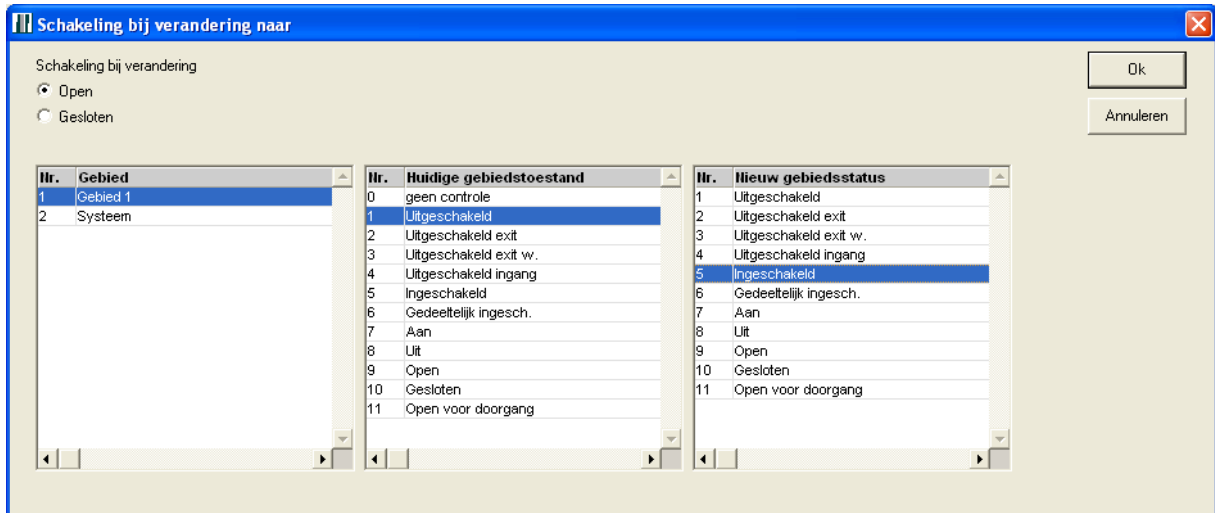 Schakeling bij verandering naar
Schakeling bij verandering
Open
Gesloten
Ok
Annuleren
Nr. Gebied
1 Gebied 1
2 Systeem
Nr. Huidige gebiedstoestand
0 geen controle
1 Uitgeschakeld
2 Uitgeschakeld exit
3 Uitgeschakeld exit w.
4 Uitgeschakeld ingang
5 Ingeschakeld
6 Gedeeltelijk ingesch.
7 Aan
8 Uit
9 Open
10 Gesloten
11 Open voor doorgang
Nr. Nieuw gebiedsstatus
1 Uitgeschakeld
2 Uitgeschakeld exit
3 Uitgeschakeld exit w.
4 Uitgeschakeld ingang
5 Ingeschakeld
6 Gedeeltelijk ingesch.
7 Aan
8 Uit
9 Open
10 Gesloten
11 Open voor doorgang